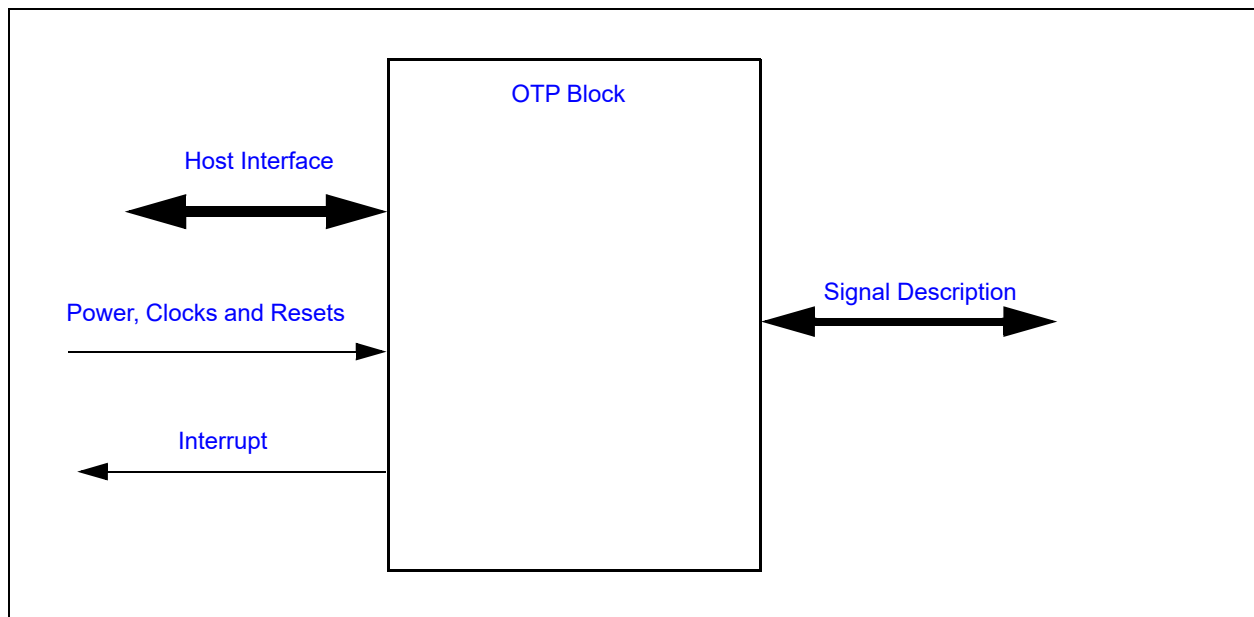 OTP Block
Host Interface
Signal Description
Power, Clocks and Resets
Interrupt